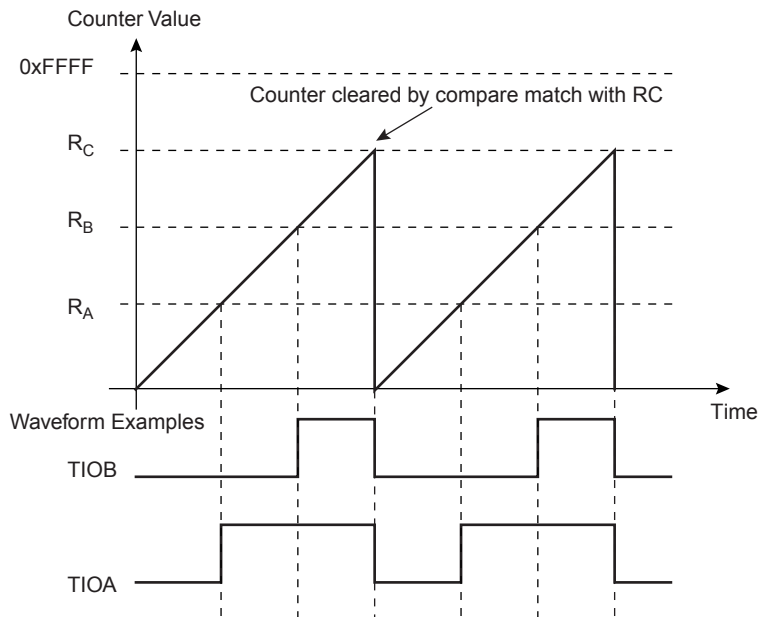 Counter Value
0xFFFF
Counter cleared by compare match with RC
RC
RB
RA
Time
Waveform Examples
TIOB
TIOA